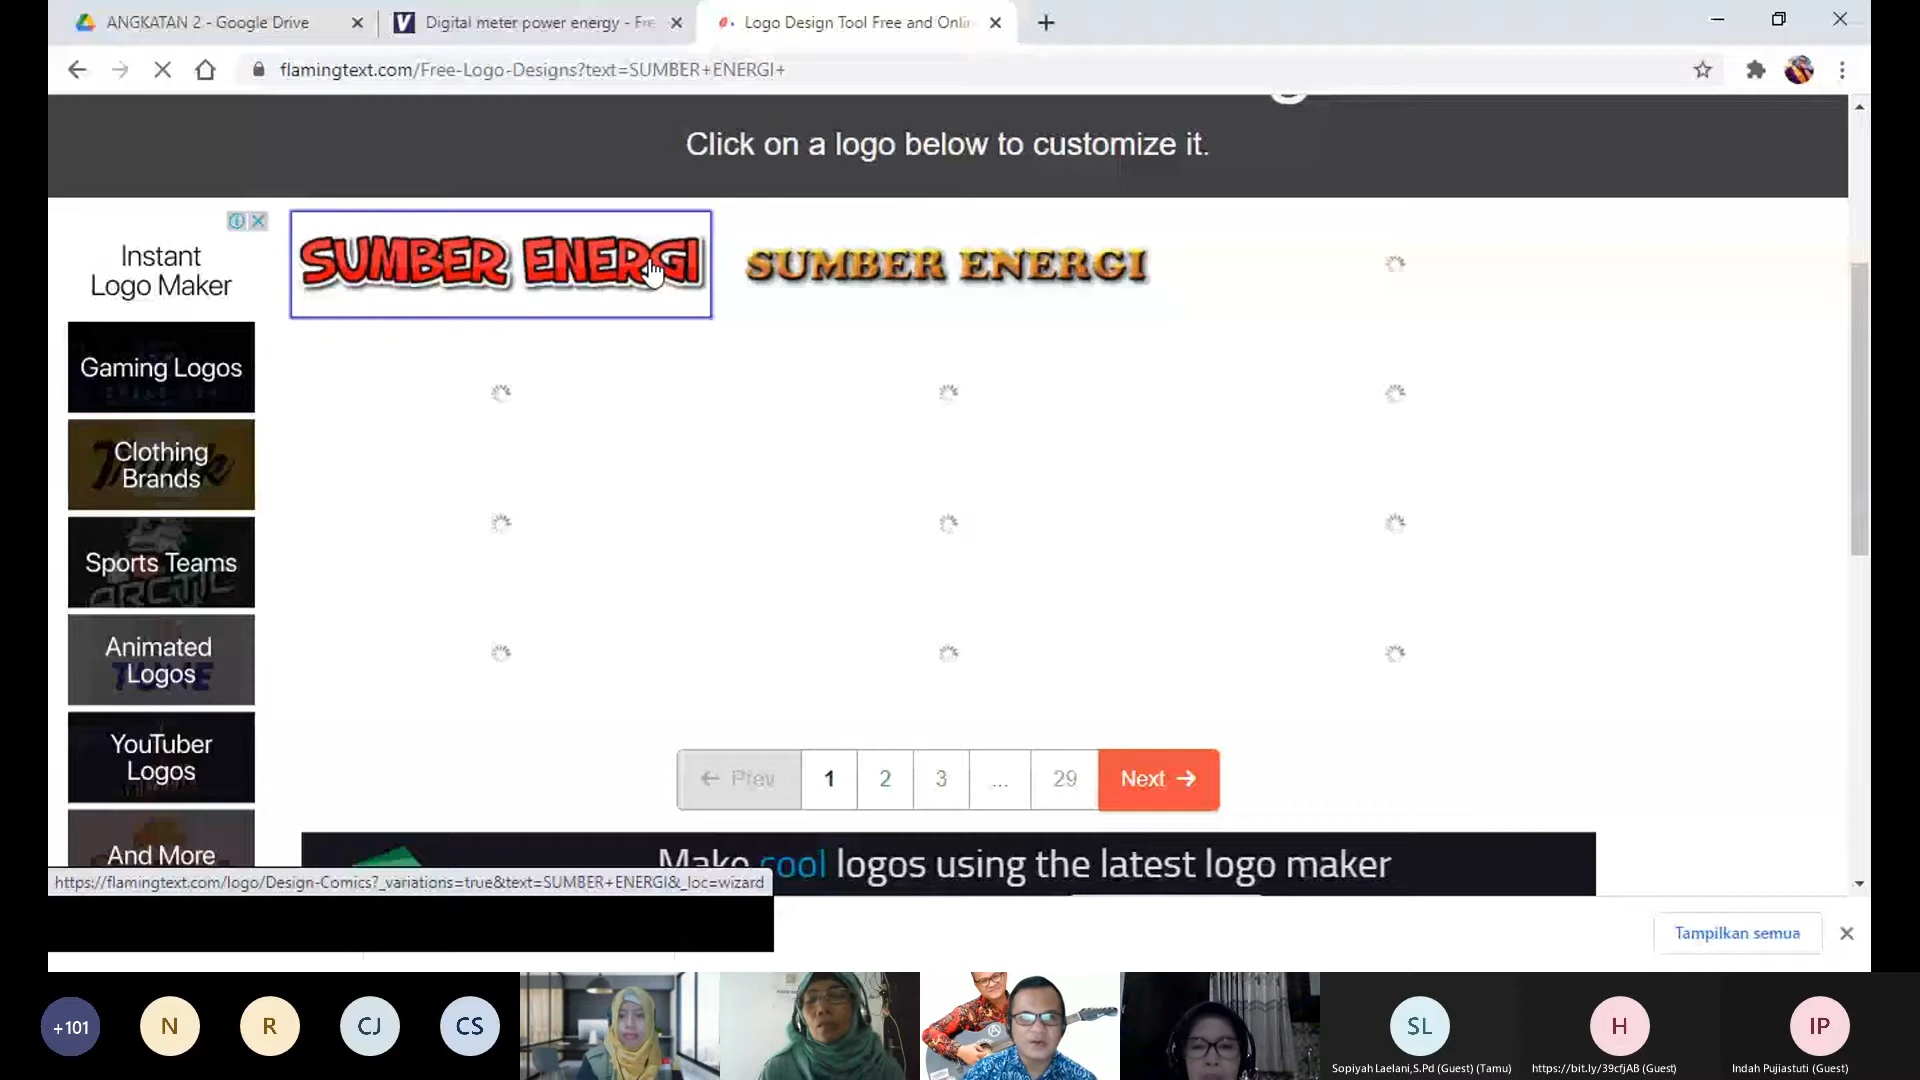 ANGKATAN 2 - Google Drive
Digital meter power energy - Fre
Logo Design Tool Free and Onlin
flamingtext.com/Free-Logo-Designs?text=SUMBER+ENERGI+
Click on a logo below to customize it.
Instant
Logo Maker
SUMBER ENERGI
SUMBER ENERGI
Gaming Logos
Clothing
Brands
Sports Teams
ARCTIC
Animated
Logos
YouTuber
Logos
And More
← Prev
1
2
3
...
29
Next →
Make cool logos using the latest logo maker
https://flamingtext.com/logo/Design-Comics?_variations=true&text=SUMBER+ENERGI&_loc=wizard
Tampilkan semua
+101
N
R
CJ
CS
SL
H
IP
Sopiyah Laelani,S.Pd (Guest) (Tamu)
https://bit.ly/39cfjAB (Guest)
Indah Pujiastuti (Guest)